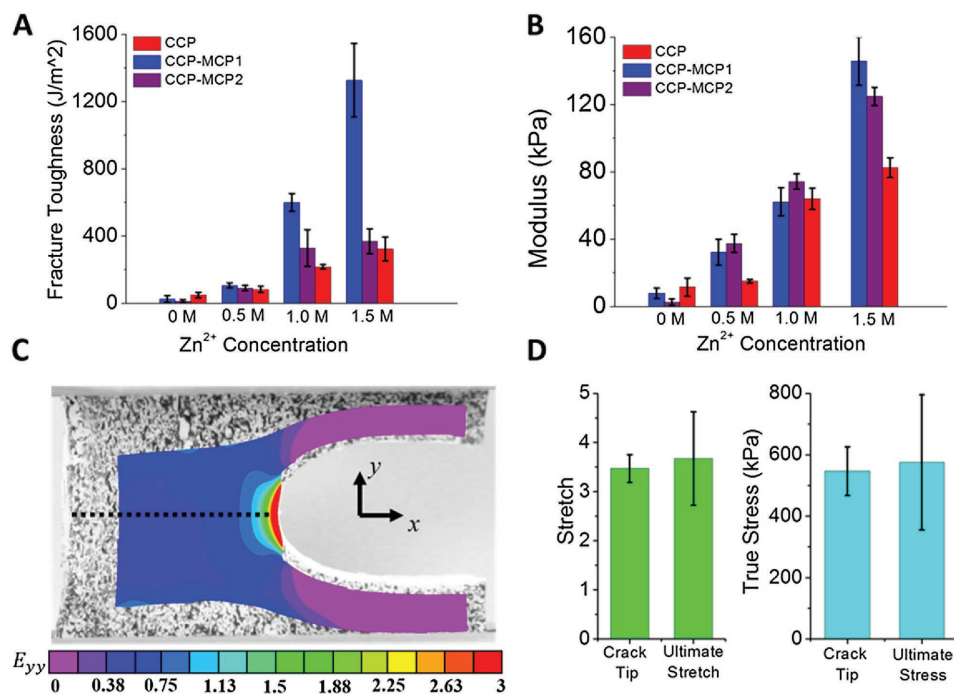 A
Fracture Toughness (J/m^2)
1600
1200
800
400
0
CCP
CCP-MCP1
CCP-MCP2
0 M
0.5 M
1.0 M
1.5 M
Zn2+ Concentration
B
Modulus (kPa)
160
120
80
40
0
CCP
CCP-MCP1
CCP-MCP2
0 M
0.5 M
1.0 M
1.5 M
Zn2+ Concentration
C
y
x
Eyy
0 0.38 0.75 1.13 1.5 1.88 2.25 2.63 3
D
Stretch
5
4
3
2
1
0
Crack
Tip
Ultimate
Stretch
True Stress (kPa)
800
600
400
200
0
Crack
Tip
Ultimate
Stress